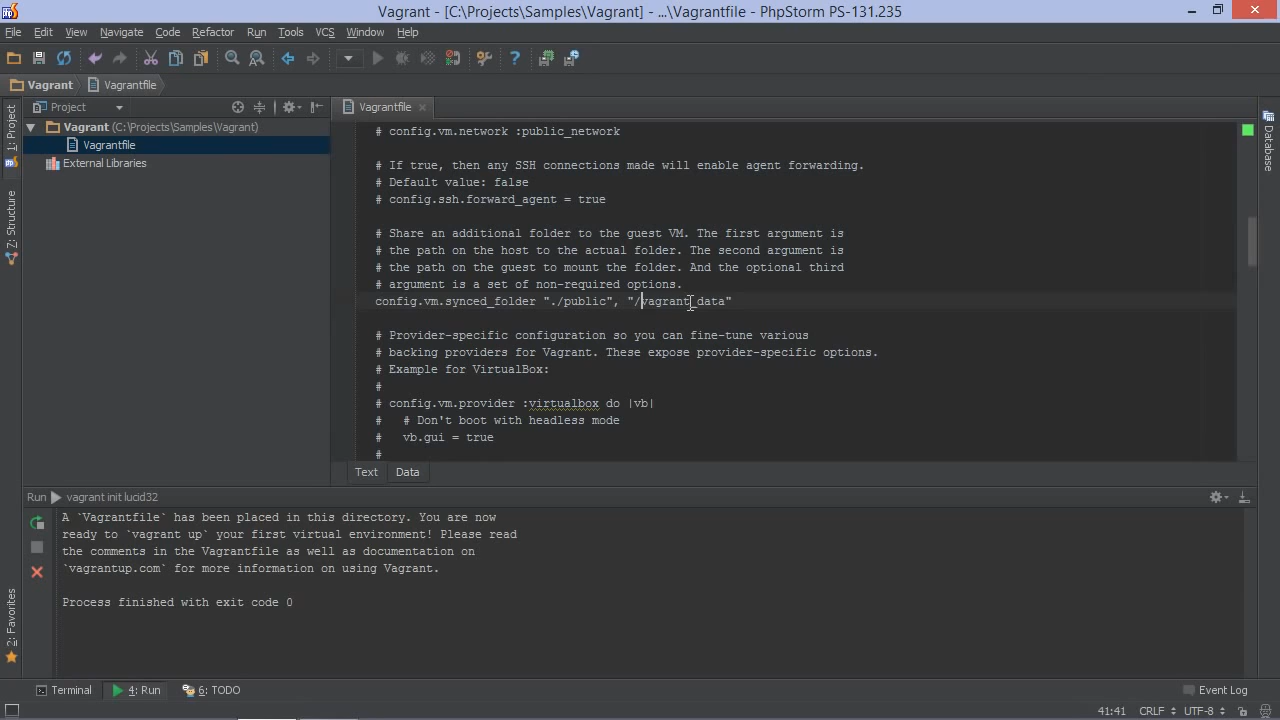 Vagrant - [C:\Projects\Samples\Vagrant] - ...\Vagrantfile - PhpStorm PS-131.235
File Edit View Navigate Code Refactor Run Tools VCS Window Help
Vagrant Vagrantfile
1: Project
Z: Structure
2: Favorites
Project
Vagrant (C:\Projects\Samples\Vagrant)
Vagrantfile
External Libraries
Vagrantfile
# config.vm.network :public_network
# If true, then any SSH connections made will enable agent forwarding.
# Default value: false
# config.ssh.forward_agent = true
# Share an additional folder to the guest VM. The first argument is
# the path on the host to the actual folder. The second argument is
# the path on the guest to mount the folder. And the optional third
# argument is a set of non-required options.
config.vm.synced_folder "./public", "/vagrant_data"
# Provider-specific configuration so you can fine-tune various
# backing providers for Vagrant. These expose provider-specific options.
# Example for VirtualBox:
#
# config.vm.provider :virtualbox do |vb|
#   # Don't boot with headless mode
#   vb.gui = true
#
Text Data
Database
Run vagrant init lucid32
A `Vagrantfile` has been placed in this directory. You are now
ready to `vagrant up` your first virtual environment! Please read
the comments in the Vagrantfile as well as documentation on
`vagrantup.com` for more information on using Vagrant.
Process finished with exit code 0
Terminal 4: Run 6: TODO Event Log
41:41 CRLF UTF-8